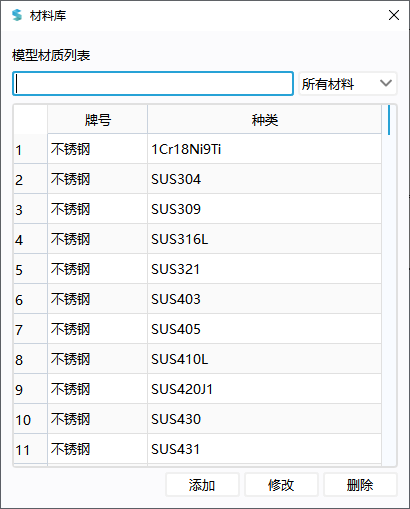 材料库
模型材质列表
所有材料
牌号 种类
1 不锈钢 1Cr18Ni9Ti
2 不锈钢 SUS304
3 不锈钢 SUS309
4 不锈钢 SUS316L
5 不锈钢 SUS321
6 不锈钢 SUS403
7 不锈钢 SUS405
8 不锈钢 SUS410L
9 不锈钢 SUS420J1
10 不锈钢 SUS430
11 不锈钢 SUS431
添加 修改 删除